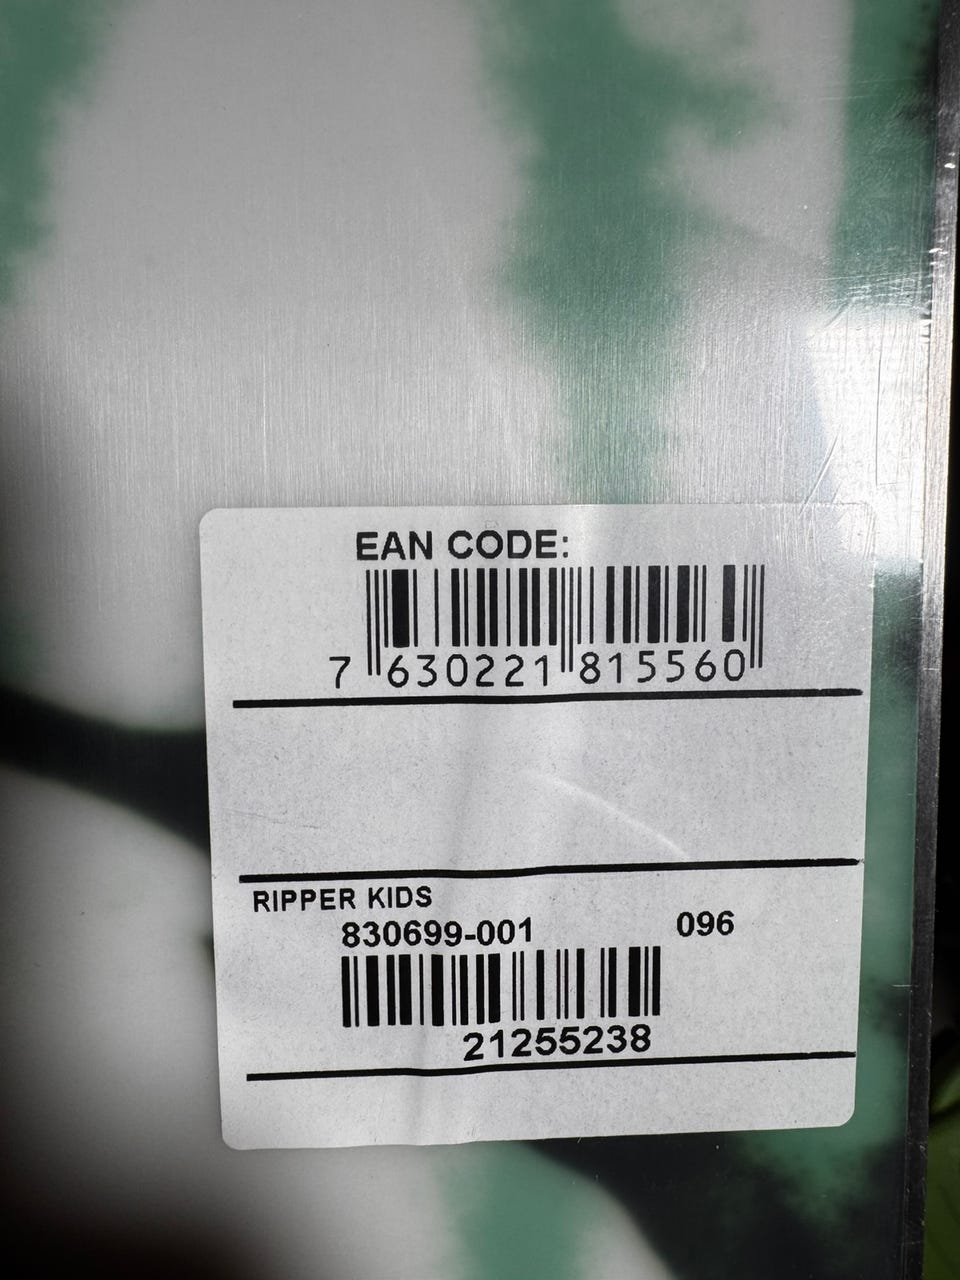 EAN CODE:
7 630221 815560
RIPPER KIDS
830699-001 096
21255238